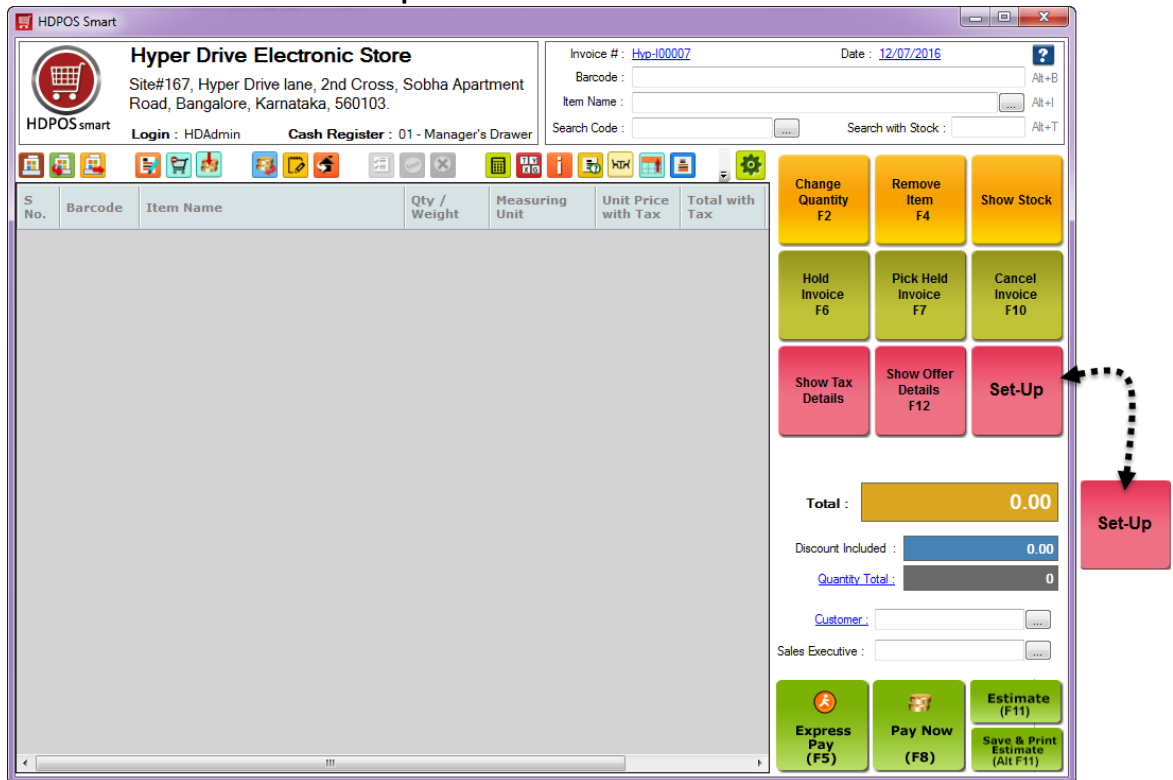 HDPOS Smart
HDPOS smart
Hyper Drive Electronic Store
Site#167, Hyper Drive lane, 2nd Cross, Sobha Apartment
Road, Bangalore, Karnataka, 560103.
Login : HDAdmin Cash Register : 01 - Manager's Drawer
Invoice # : Hyp-I00007 Date : 12/07/2016 ?
Barcode : Alt+B
Item Name : ... Alt+I
Search Code : ... Search with Stock : Alt+T
S No. Barcode Item Name Qty / Weight Measuring Unit Unit Price with Tax Total with Tax
Change
Quantity
F2
Remove
Item
F4
Show Stock
Hold
Invoice
F6
Pick Held
Invoice
F7
Cancel
Invoice
F10
Show Tax
Details
Show Offer
Details
F12
Set-Up
Total : 0.00
Set-Up
Discount Included : 0.00
Quantity Total : 0
Customer : ...
Sales Executive : ...
Express
Pay
(F5)
Pay Now
(F8)
Estimate
(F11)
Save & Print
Estimate
(Alt F11)